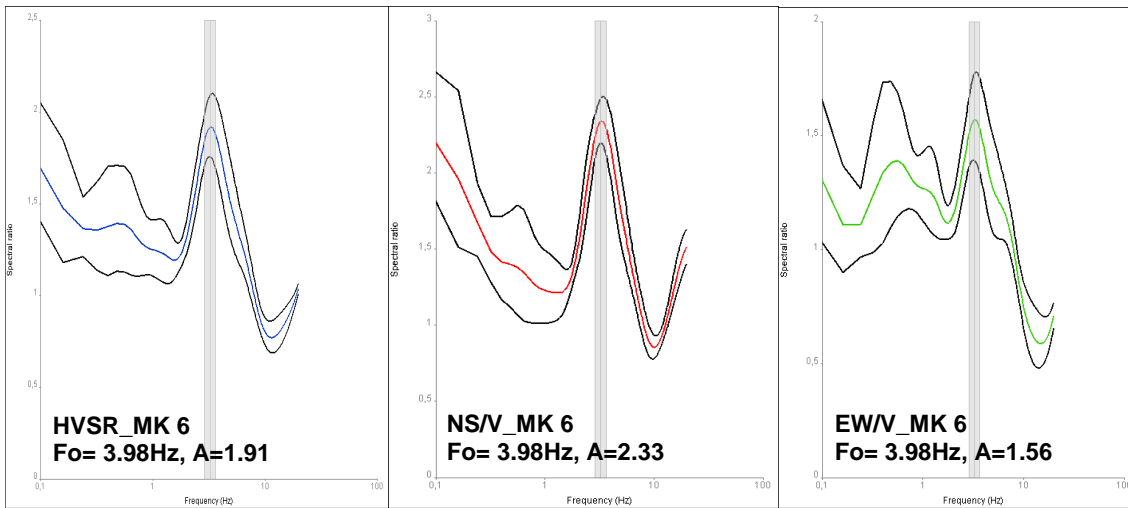 2,5
2
1,5
1
0,5
0
Spectral ratio
0,1
1
10
100
Frequency (Hz)
HVSR_MK 6
Fo= 3.98Hz, A=1.91
3
2,5
2
1,5
1
0,5
0
Spectral ratio
0,1
1
10
100
Frequency (Hz)
NS/V_MK 6
Fo= 3.98Hz, A=2.33
2
1,5
1
0,5
0
Spectral ratio
0,1
1
10
100
Frequency (Hz)
EW/V_MK 6
Fo= 3.98Hz, A=1.56